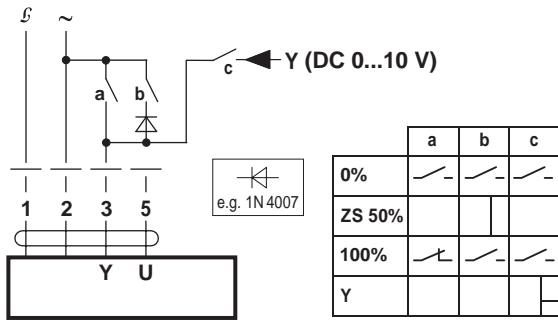 ~
c Y (DC 0...10 V)
a b
e.g. 1N 4007
1 2 3 5
Y U
a b c
0%
ZS 50%
100%
Y